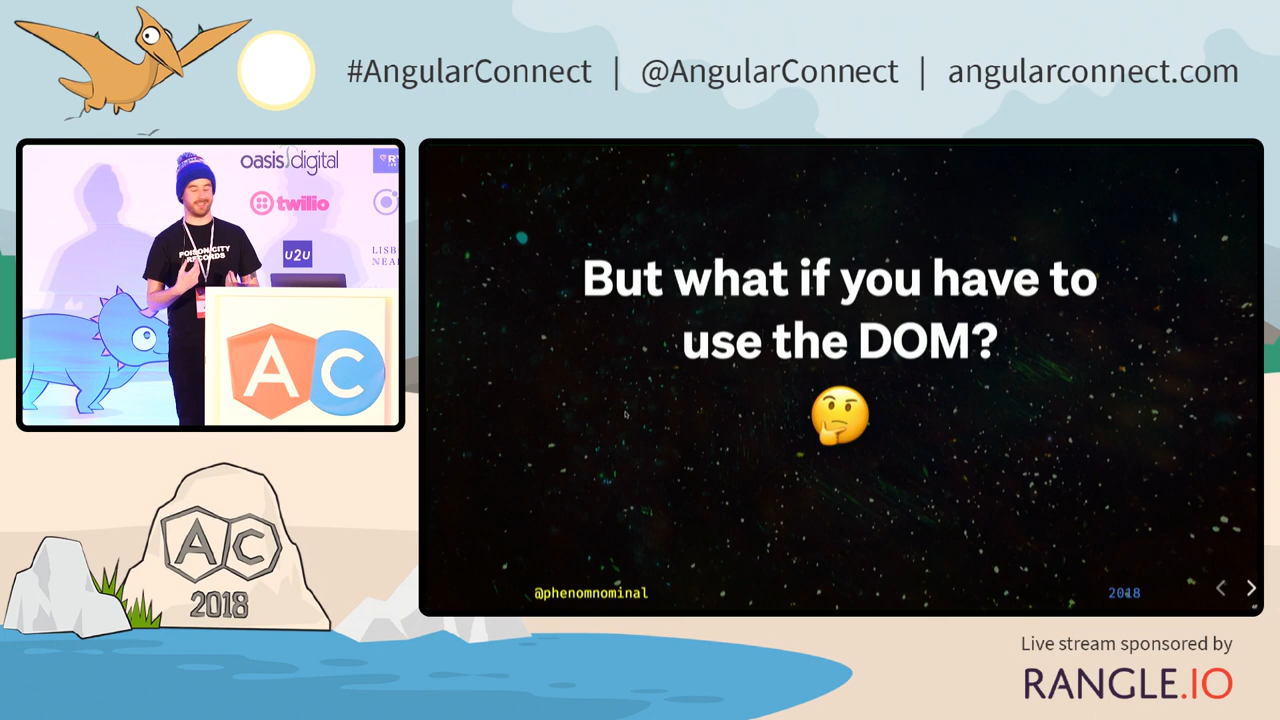 #AngularConnect | @AngularConnect | angularconnect.com
oasis digital
twilio
U2U
POISON CITY
RECORDS
AC
But what if you have to
use the DOM?
@phenomnominal
2018
AC
2018
Live stream sponsored by
RANGLE.IO